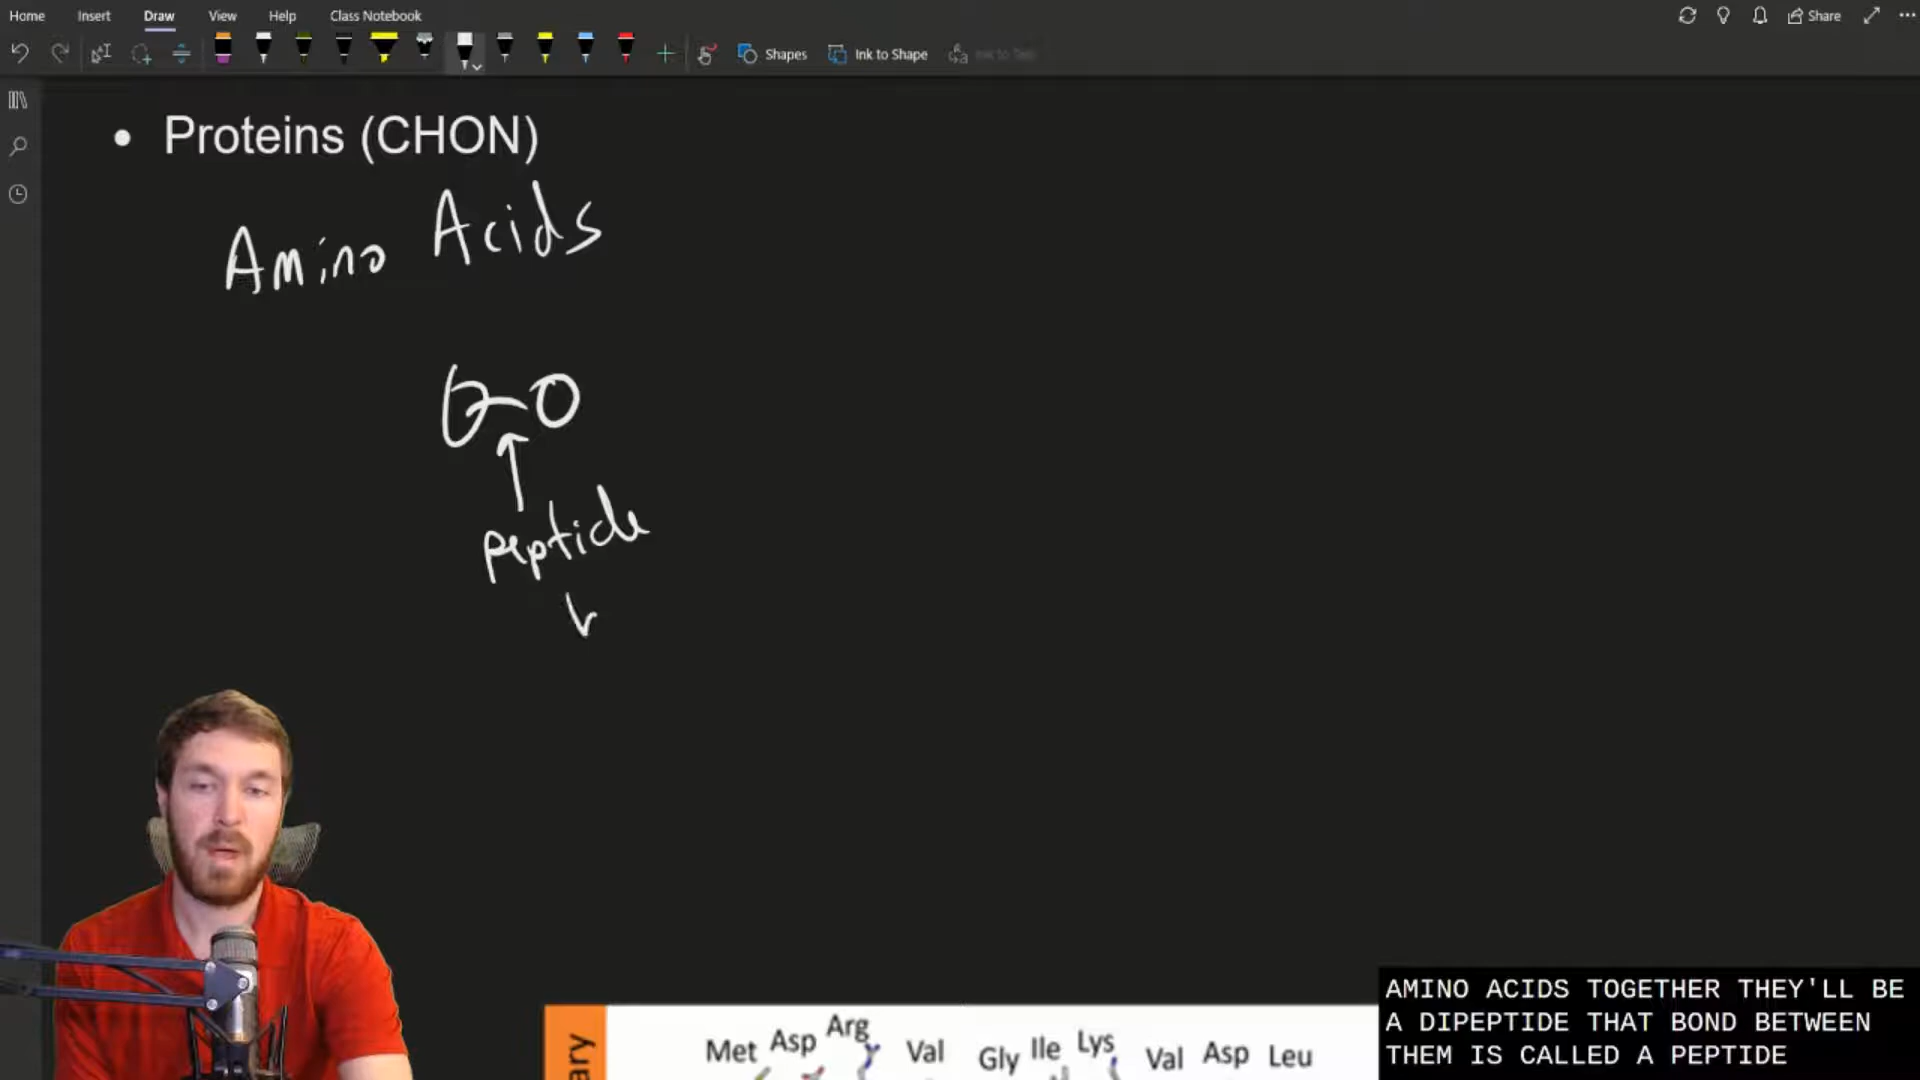 Home Insert Draw View Help Class Notebook Share
Shapes Ink to Shape
• Proteins (CHON)
Amino Acids
peptide
b
AMINO ACIDS TOGETHER THEY'LL BE
A DIPEPTIDE THAT BOND BETWEEN
THEM IS CALLED A PEPTIDE
ary
Met Asp Arg Val Gly Ile Lys Val Asp Leu